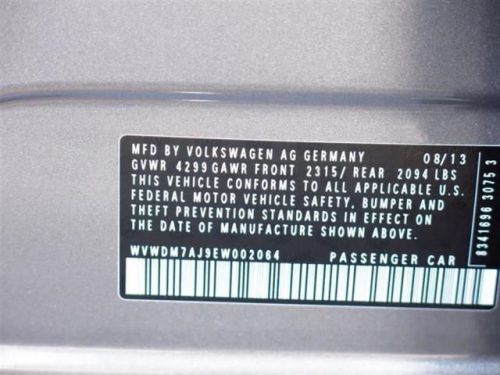 MFD BY VOLKSWAGEN AG GERMANY 08/13
GVWR 4299 GAWR FRONT 2315/ REAR 2094 LBS
THIS VEHICLE CONFORMS TO ALL APPLICABLE U.S.
FEDERAL MOTOR VEHICLE SAFETY, BUMPER AND
THEFT PREVENTION STANDARDS IN EFFECT ON
THE DATE OF MANUFACTURE SHOWN ABOVE.
WVWDM7AJ9EW002064 PASSENGER CAR
8341696 3075 3